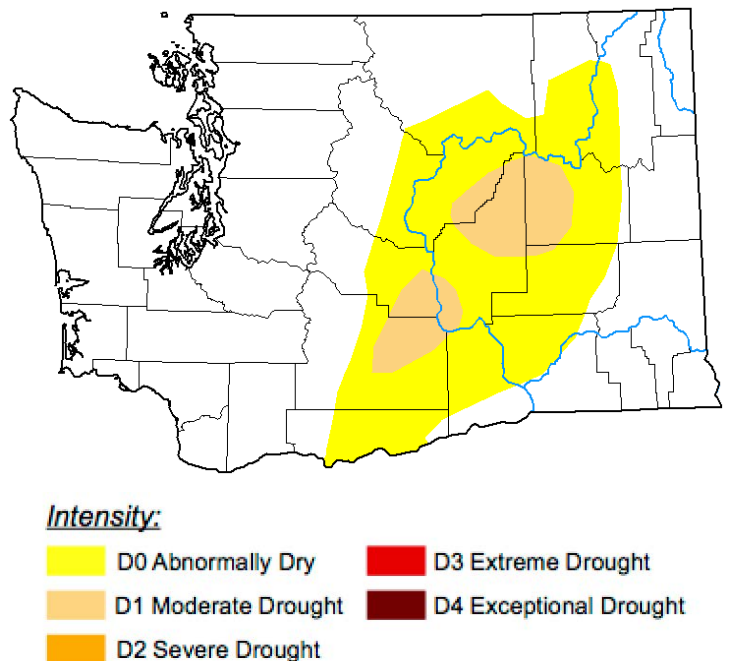 Intensity:
D0 Abnormally Dry
D3 Extreme Drought
D1 Moderate Drought
D4 Exceptional Drought
D2 Severe Drought